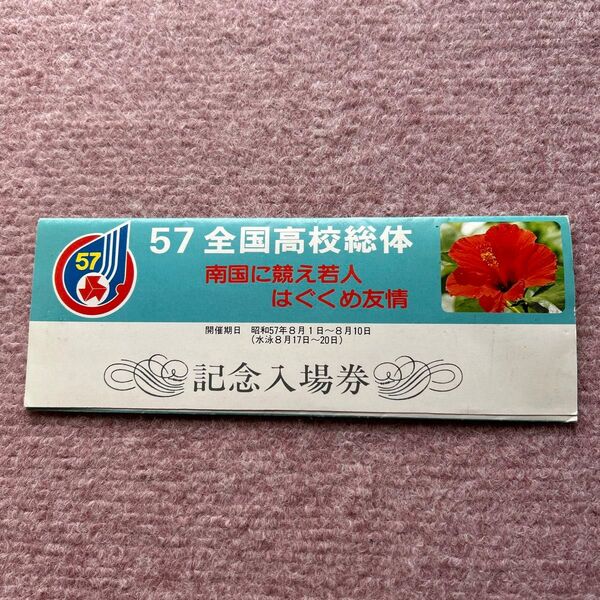 57
57 全国高校総体
南国に競え若人
はぐくめ友情
開催期日 昭和57年8月1日～8月10日
(水泳8月17日～20日)
記念入場券